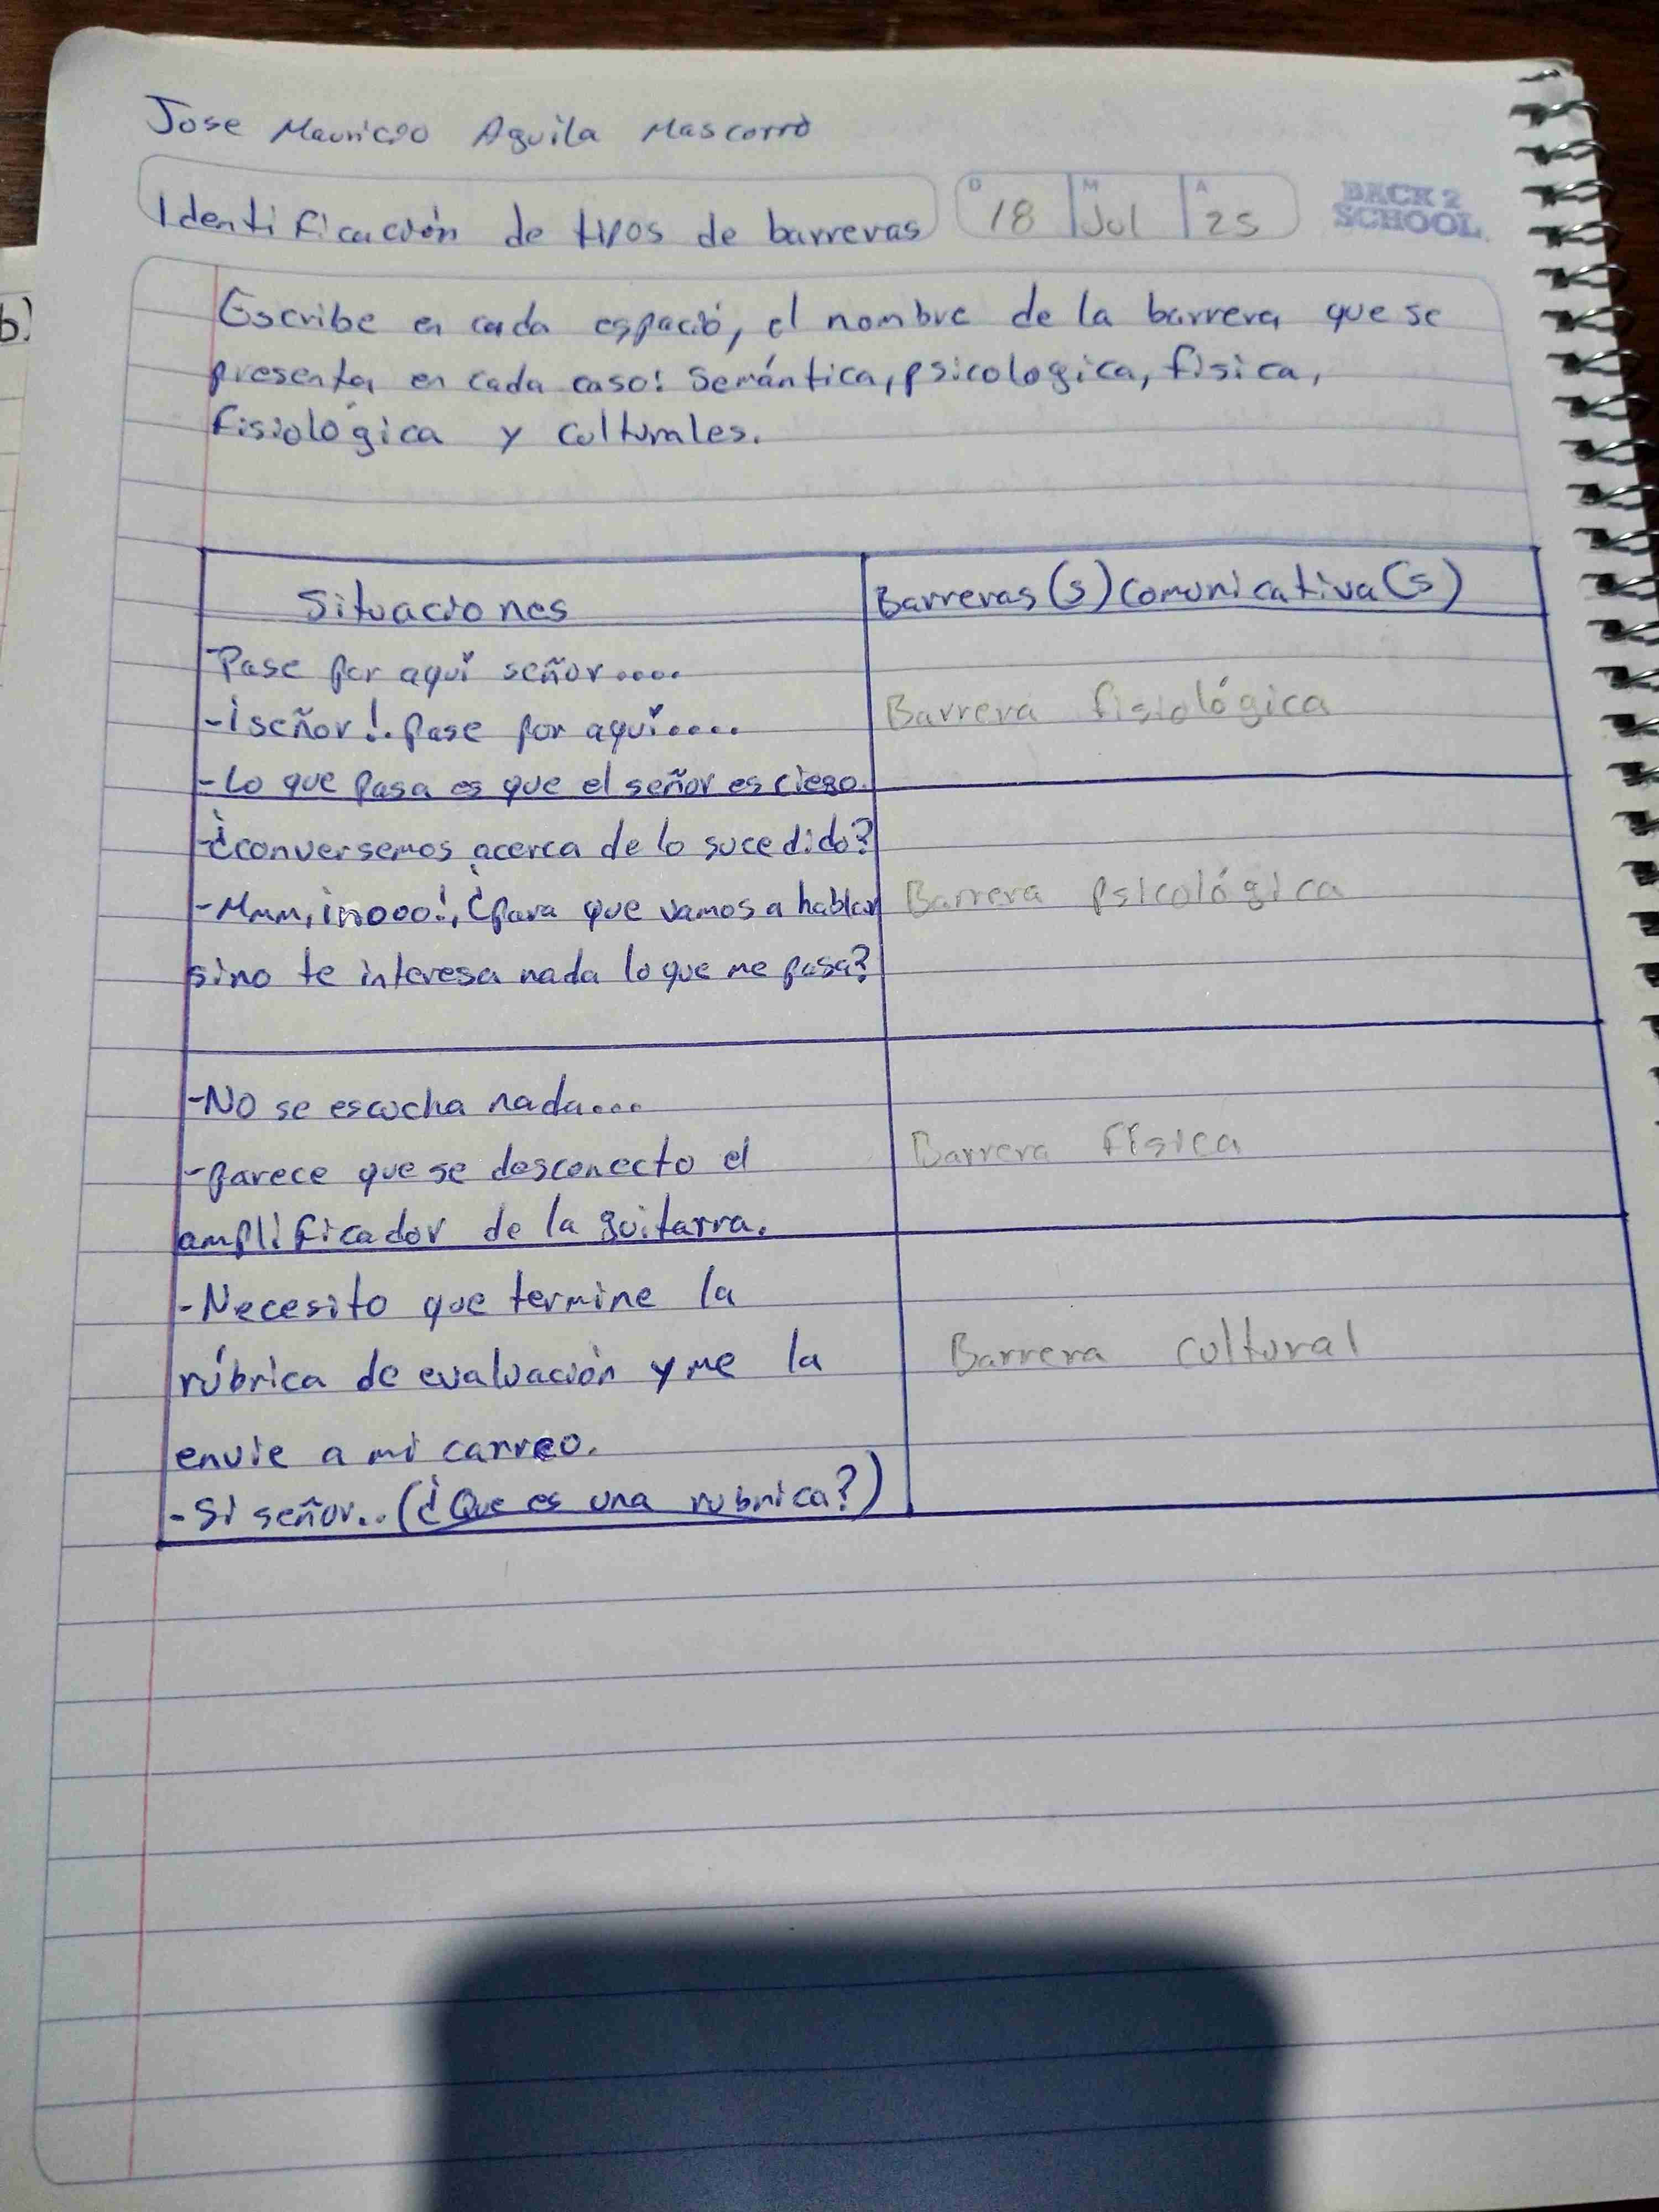 Jose Mauricio Aguila Mascorro
Identificación de tipos de barreras
D 18 M Jul A 25
BACK 2
SCHOOL
b)
Escribe en cada espacio, el nombre de la barrera que se
presenta en cada caso: Semántica, psicologica, fisica,
fisiológica y culturales.
Situaciones
Barreras(s) comunicativa(s)
-Pase por aqui señor....
-¡señor!. Pase por aqui....
Barrera fisiológica
-Lo que pasa es que el señor es ciego.
-¿conversemos acerca de lo sucedido?
-Mmm, ¡nooo!, ¿para que vamos a hablar
Barrera psicológica
sino te interesa nada lo que me pasa?
-No se escucha nada...
-parece que se desconecto el
Barrera física
amplificador de la guitarra.
-Necesito que termine la
rúbrica de evaluación y me la
Barrera cultural
envie a mi carreo.
-Si señor.. (¿Que es una rubrica?)